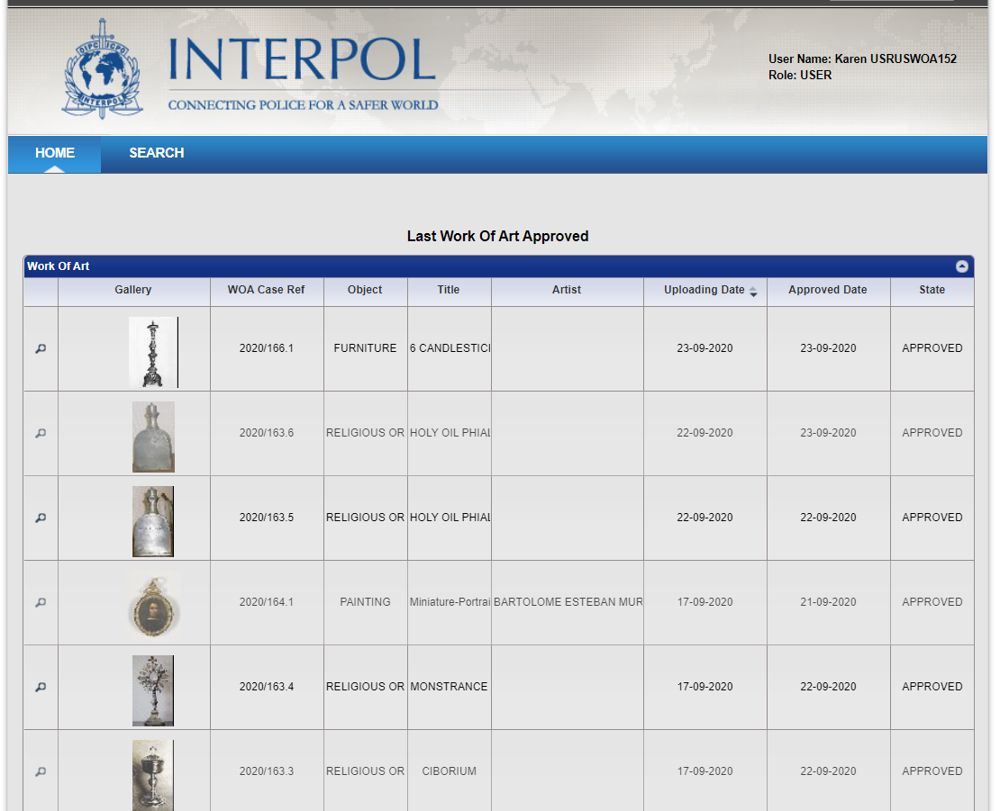 OIPC ICPO
INTERPOL
INTERPOL
CONNECTING POLICE FOR A SAFER WORLD
User Name: Karen USRUSWOA152
Role: USER
HOME SEARCH
Last Work Of Art Approved
Work Of Art
Gallery WOA Case Ref Object Title Artist Uploading Date Approved Date State
2020/166.1 FURNITURE 6 CANDLESTICI 23-09-2020 23-09-2020 APPROVED
2020/163.6 RELIGIOUS OR HOLY OIL PHIAL 22-09-2020 23-09-2020 APPROVED
2020/163.5 RELIGIOUS OR HOLY OIL PHIAL 22-09-2020 22-09-2020 APPROVED
2020/164.1 PAINTING Miniature-Portrai BARTOLOME ESTEBAN MUR 17-09-2020 21-09-2020 APPROVED
2020/163.4 RELIGIOUS OR MONSTRANCE 17-09-2020 22-09-2020 APPROVED
2020/163.3 RELIGIOUS OR CIBORIUM 17-09-2020 22-09-2020 APPROVED